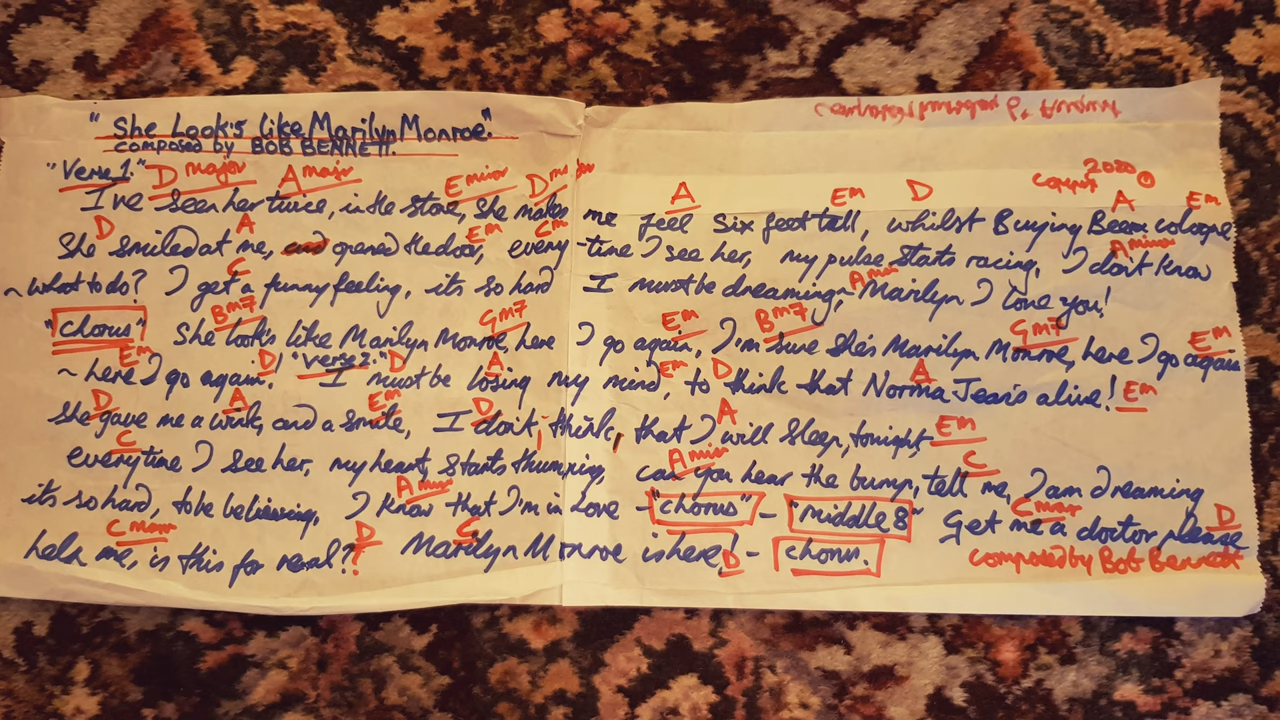 "She Look's like Marilyn Monroe."
composed by BOB BENNETT.
2020
"Verse 1." D major A major E minor D major A Em D ©
A Em
I've seen her twice, in the store, she makes me feel six feet tall, whilst Buying Beem cologne
D A Em Cm A minor
She smiled at me, and opened the door, every-time I see her, my pulse starts racing, I don't know
C A min
~ what to do? I get a funny feeling, its so hard I must be dreaming, - Marilyn I love you!
Bm7 Gm7 Em Bm7 Gm7 Em
"chorus" She look's like Marilyn Monroe, here I go again, I'm sure she's Marilyn Monroe, here I go again
Em D D A Em D A Em
~ here I go again! "verse 2." I must be losing my mind, to think that Norma Jean's alive!
D A Em D A Em
She gave me a wink, and a smile, I don't, think, that I will sleep, tonight
C A min C
everytime I see her, my heart, starts thumping, can you hear the bump, tell me, I am dreaming
A min C maj D
its so hard, to be believing, I know that I'm in love - "chorus" - "middle 8" Get me a doctor please
C maj D C D
help me, is this for real?? Marilyn Monroe is here! - chorus.
composed by Bob Bennett